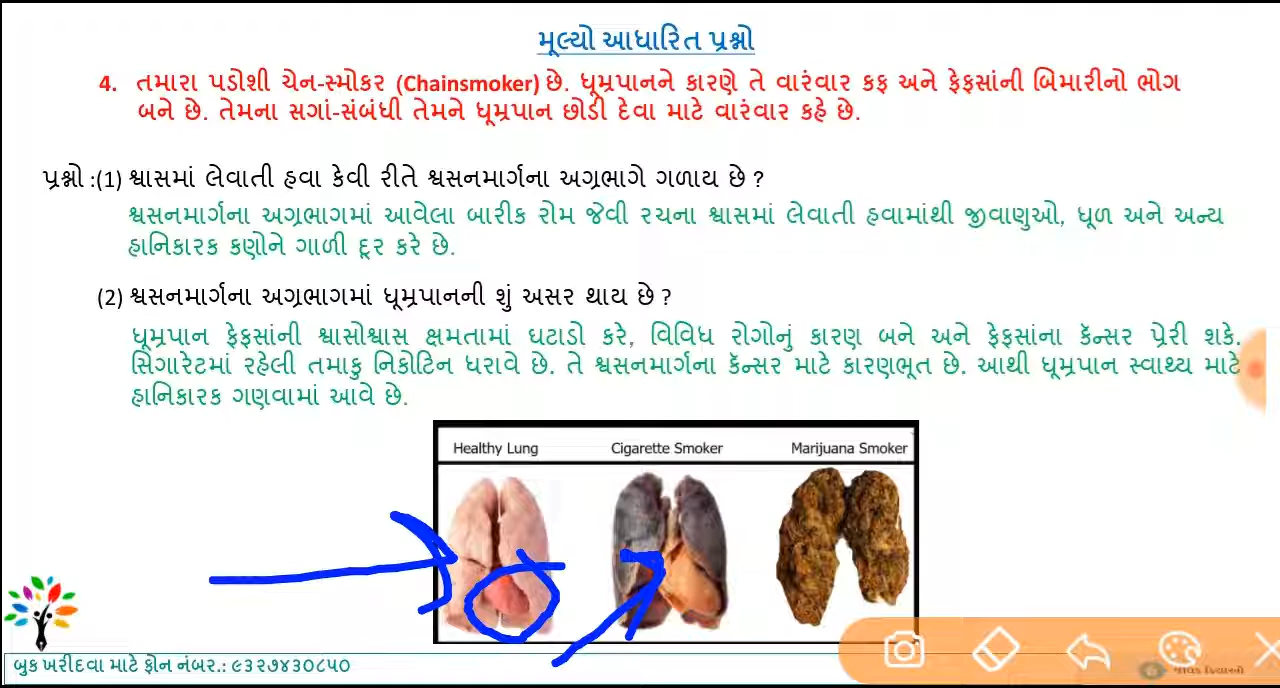 મૂલ્યો આધારિત પ્રશ્નો
4. તમારા પડોશી ચેન-સ્મોકર (Chainsmoker) છે. ધૂમ્રપાનને કારણે તે વારંવાર કફ અને ફેફસાંની બિમારીનો ભોગ
બને છે. તેમના સગાં-સંબંધી તેમને ધૂમ્રપાન છોડી દેવા માટે વારંવાર કહે છે.
પ્રશ્નો :(1) શ્વાસમાં લેવાતી હવા કેવી રીતે શ્વસનમાર્ગના અગ્રભાગે ગળાય છે ?
શ્વસનમાર્ગના અગ્રભાગમાં આવેલા બારીક રોમ જેવી રચના શ્વાસમાં લેવાતી હવામાંથી જીવાણુઓ, ધૂળ અને અન્ય
હાનિકારક કણોને ગાળી દૂર કરે છે.
(2) શ્વસનમાર્ગના અગ્રભાગમાં ધૂમ્રપાનની શું અસર થાય છે ?
ધૂમ્રપાન ફેફસાંની શ્વાસોશ્વાસ ક્ષમતામાં ઘટાડો કરે, વિવિધ રોગોનું કારણ બને અને ફેફસાંના કૅન્સર પ્રેરી શકે.
સિગારેટમાં રહેલી તમાકુ નિકોટિન ધરાવે છે. તે શ્વસનમાર્ગના કૅન્સર માટે કારણભૂત છે. આથી ધૂમ્રપાન સ્વાથ્ય માટે
હાનિકારક ગણવામાં આવે છે.
Healthy Lung Cigarette Smoker Marijuana Smoker
બુક ખરીદવા માટે ફોન નંબર.: ૯૩૨૭૪૩૦૮૫૦